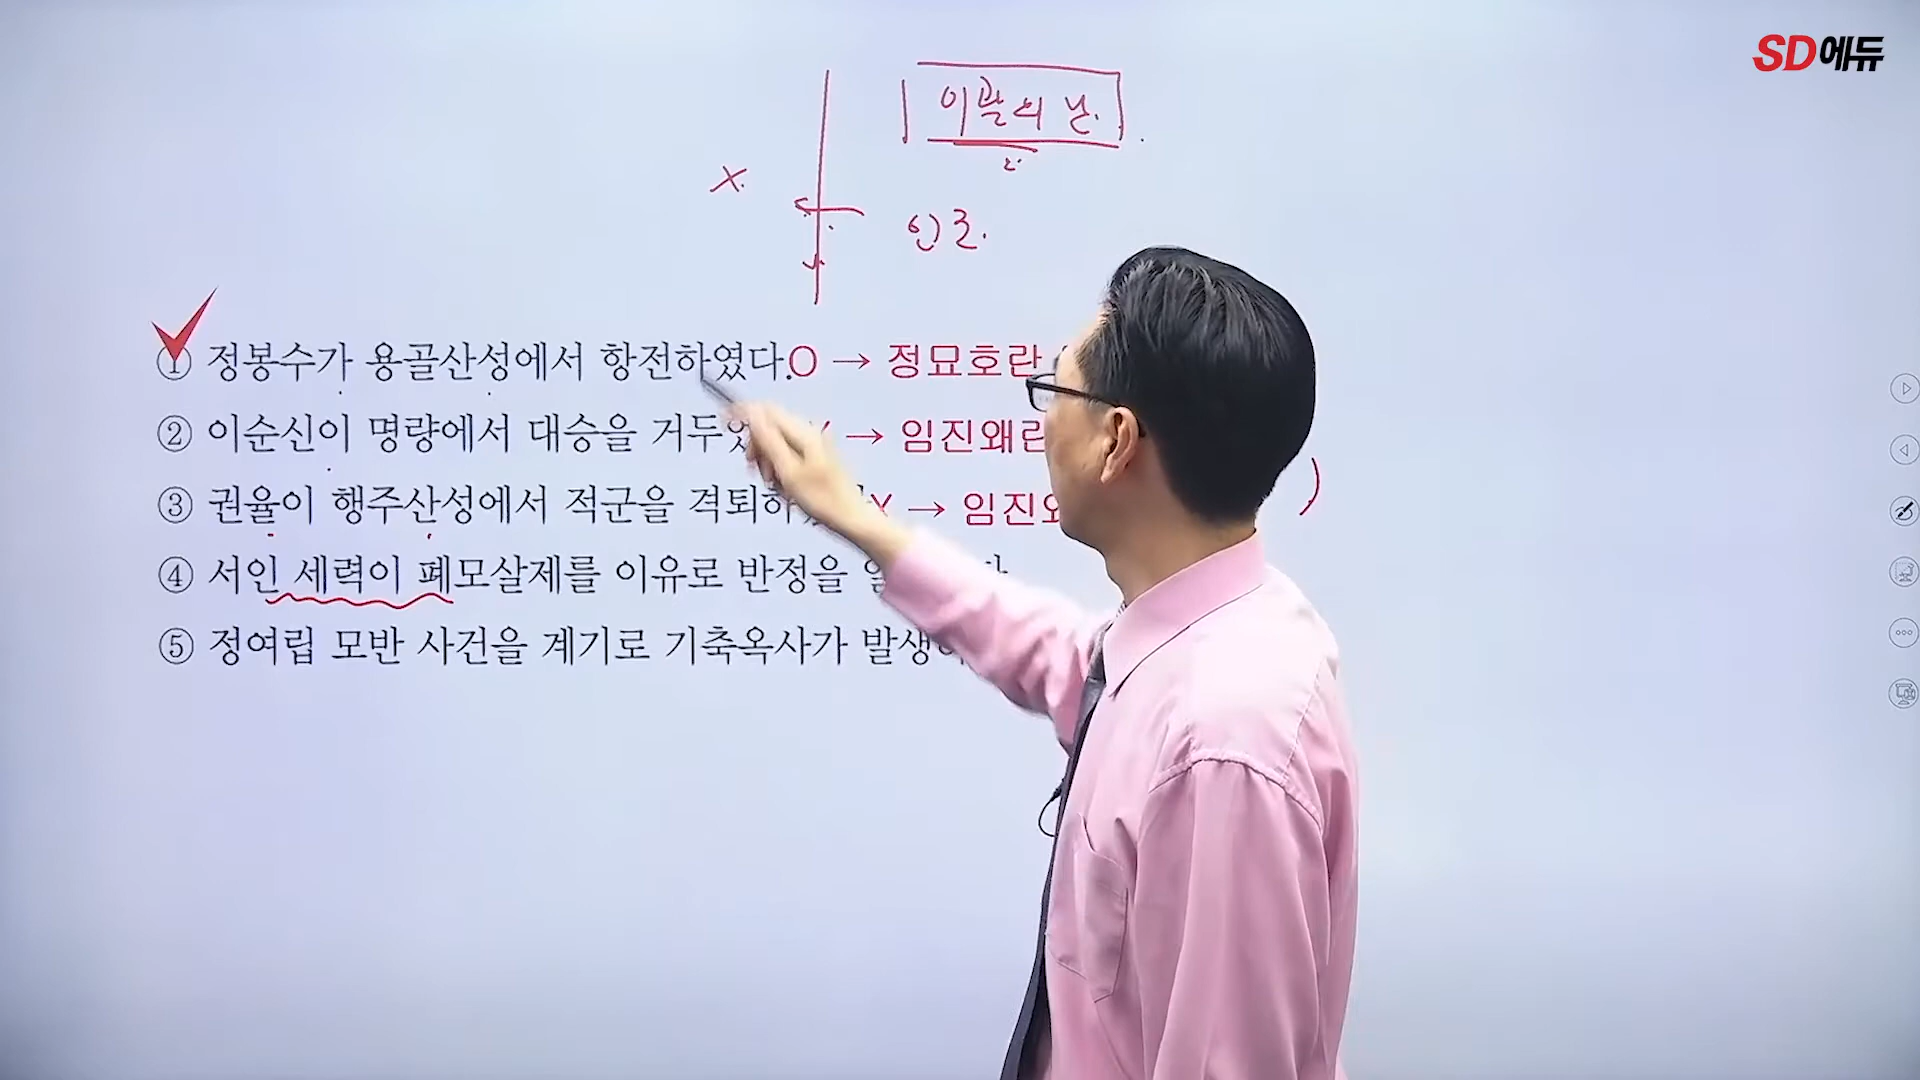 SD에듀
이괄의 난.
X.
인조.
① 정봉수가 용골산성에서 항전하였다. O → 정묘호란
② 이순신이 명량에서 대승을 거두었 → 임진왜란
③ 권율이 행주산성에서 적군을 격퇴하 X → 임진왜 )
④ 서인 세력이 폐모살제를 이유로 반정을 일
⑤ 정여립 모반 사건을 계기로 기축옥사가 발생